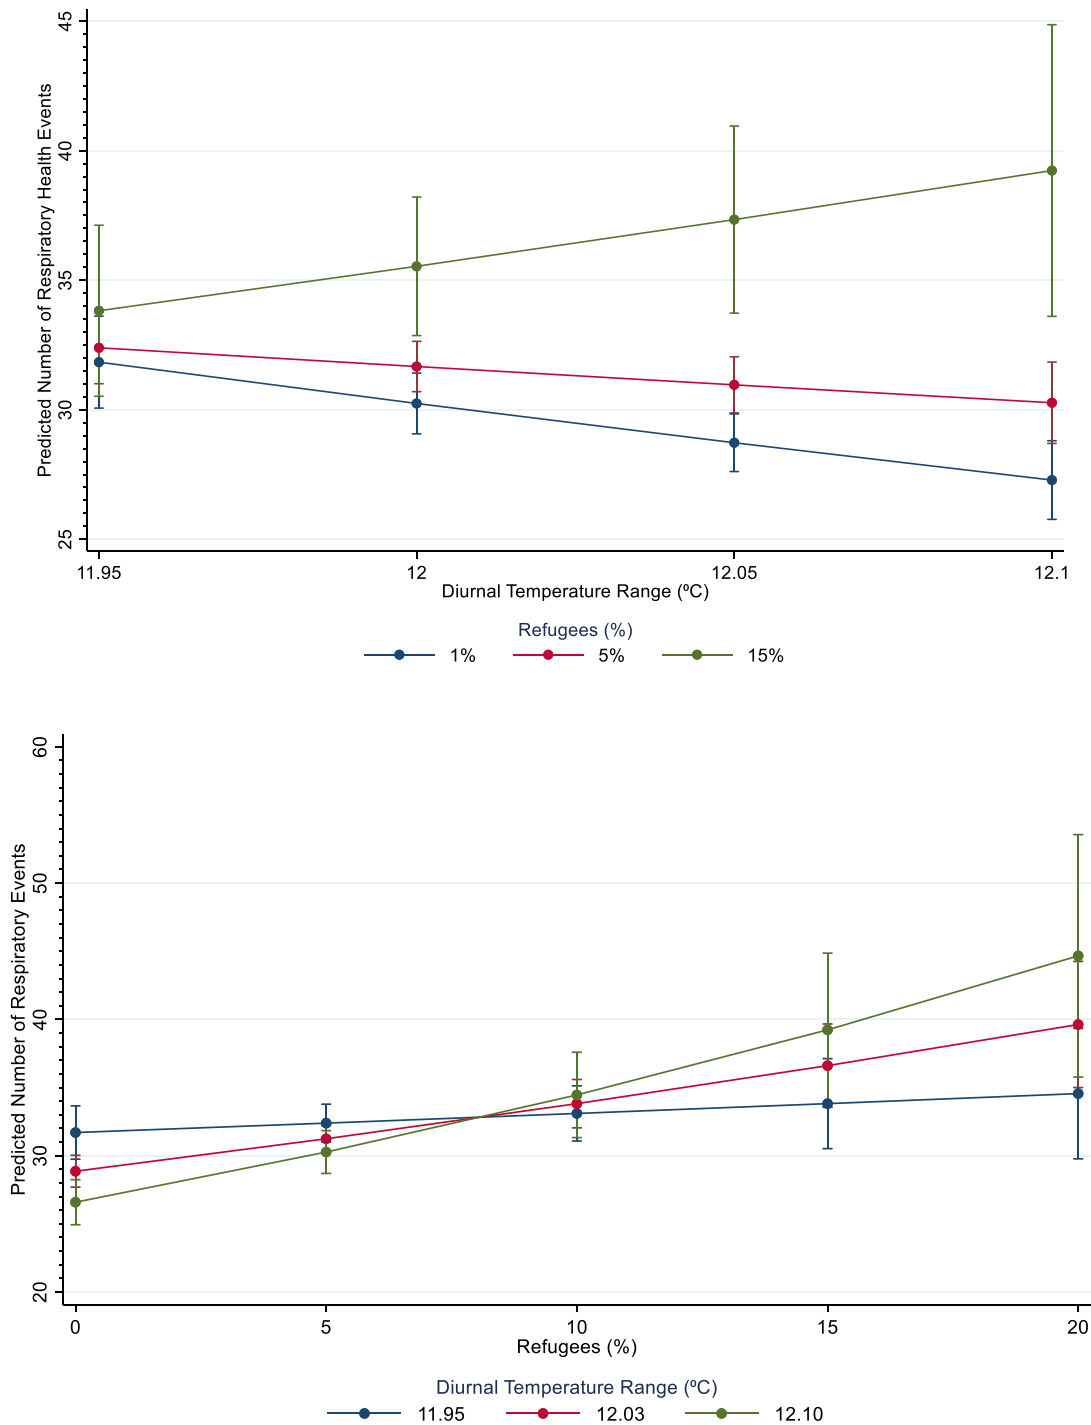 45
40
35
30
25
Predicted Number of Respiratory Health Events
11.95 12 12.05 12.1
Diurnal Temperature Range (ºC)
Refugees (%)
1% 5% 15%
60
50
40
30
20
Predicted Number of Respiratory Events
0 5 10 15 20
Refugees (%)
Diurnal Temperature Range (ºC)
11.95 12.03 12.10